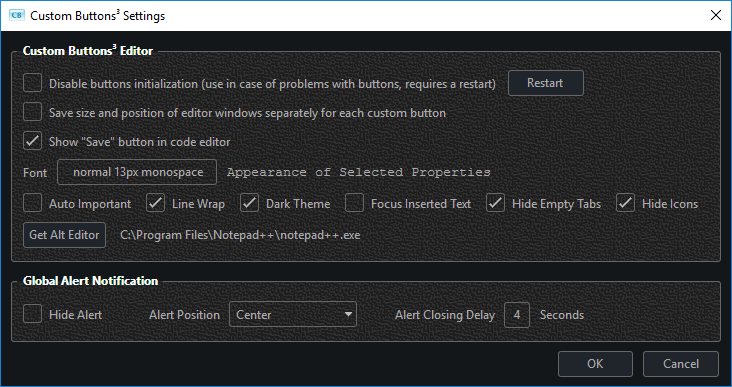 CB³ Custom Buttons³ Settings
Custom Buttons³ Editor
Disable buttons initialization (use in case of problems with buttons, requires a restart) Restart
Save size and position of editor windows separately for each custom button
Show "Save" button in code editor
Font normal 13px monospace Appearance of Selected Properties
Auto Important Line Wrap Dark Theme Focus Inserted Text Hide Empty Tabs Hide Icons
Get Alt Editor C:\Program Files\Notepad++\notepad++.exe
Global Alert Notification
Hide Alert Alert Position Center Alert Closing Delay 4 Seconds
OK Cancel